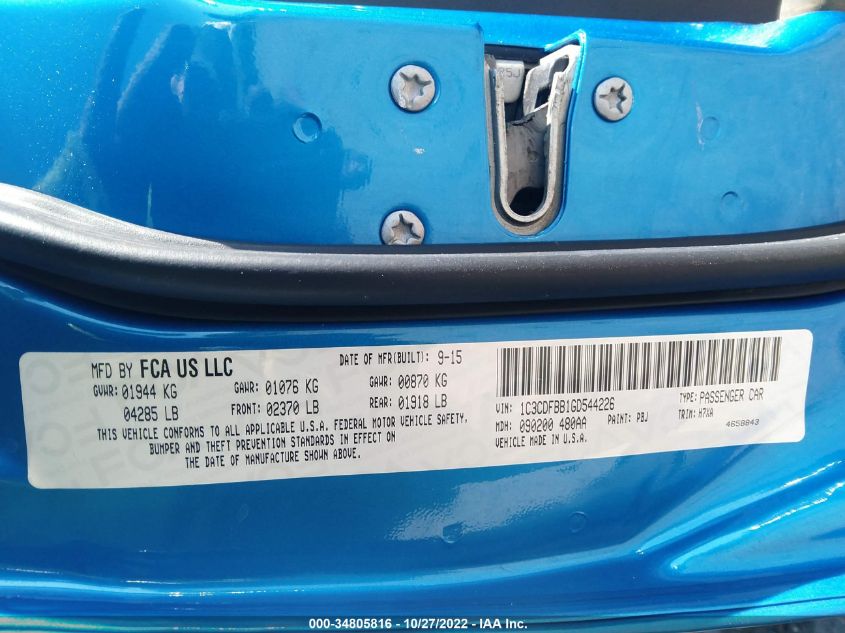 RSJ
MFD BY FCA US LLC DATE OF MFR(BUILT): 9-15
GVWR: 01944 KG GAWR: 01076 KG GAWR: 00870 KG
04285 LB FRONT: 02370 LB REAR: 01918 LB
THIS VEHICLE CONFORMS TO ALL APPLICABLE U.S.A. FEDERAL MOTOR VEHICLE SAFETY,
BUMPER AND THEFT PREVENTION STANDARDS IN EFFECT ON
THE DATE OF MANUFACTURE SHOWN ABOVE.
VIN: 1C3CDFBB1GD544226 TYPE: PASSENGER CAR
MDH: 090200 480AA PAINT: PBJ TRIM: H7XA
VEHICLE MADE IN U.S.A. 4658843
000-34805816 - 10/27/2022 - IAA Inc.